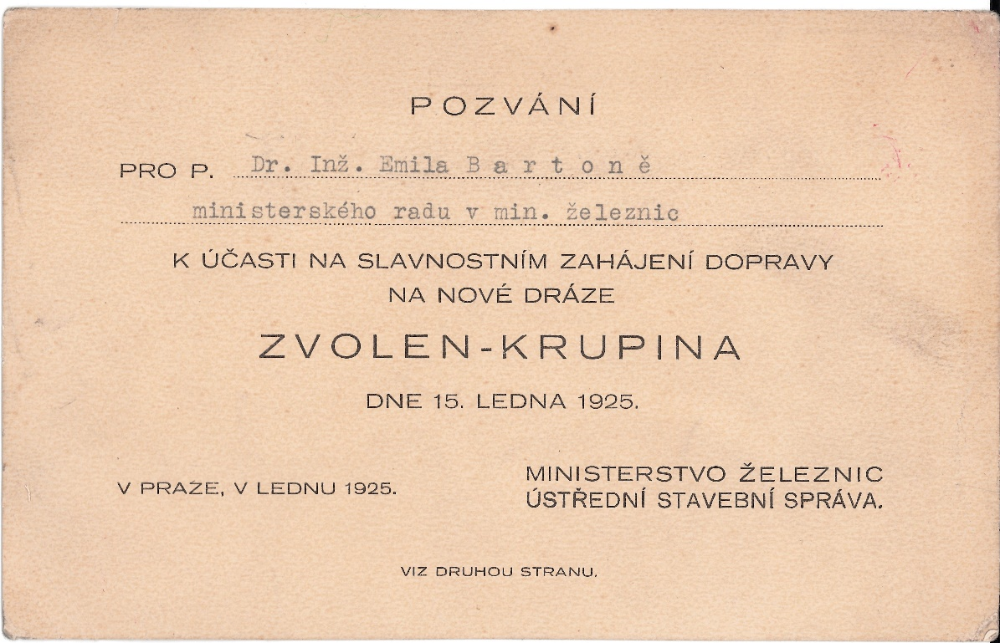 POZVÁNÍ
PRO P. Dr. Inž. Emila Bartoně
ministerského radu v min. železnic
K ÚČASTI NA SLAVNOSTNÍM ZAHÁJENÍ DOPRAVY
NA NOVÉ DRÁZE
ZVOLEN-KRUPINA
DNE 15. LEDNA 1925.
V PRAZE, V LEDNU 1925.
MINISTERSTVO ŽELEZNIC
ÚSTŘEDNÍ STAVEBNÍ SPRÁVA.
VIZ DRUHOU STRANU.